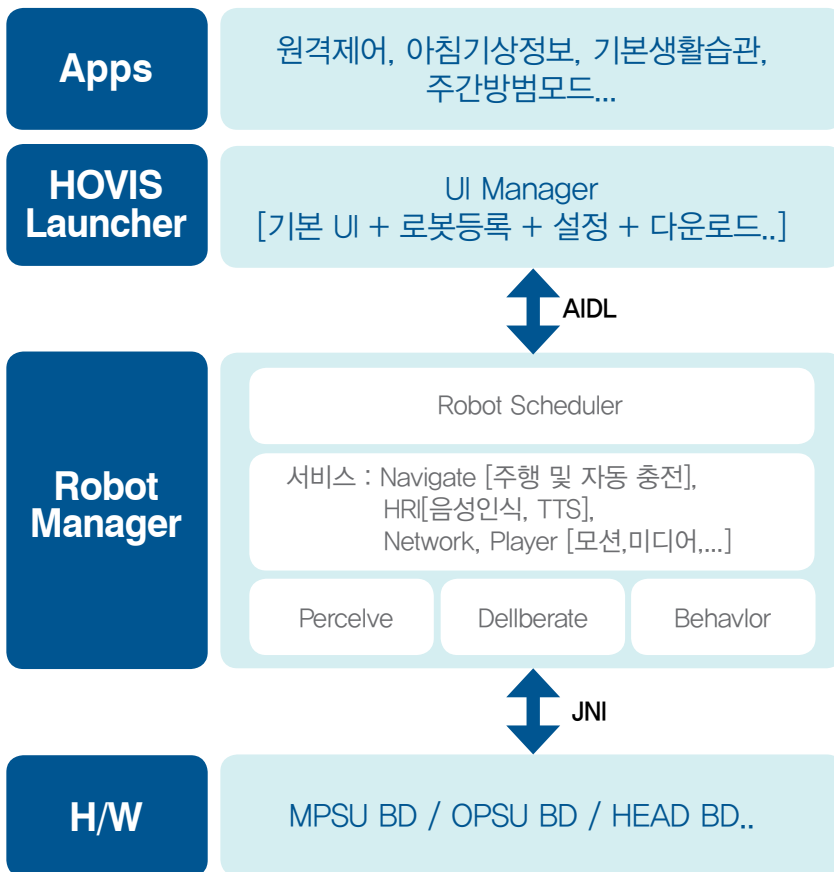 Apps
원격제어, 아침기상정보, 기본생활습관,
주간방범모드...
HOVIS
Launcher
UI Manager
[기본 UI + 로봇등록 + 설정 + 다운로드..]
AIDL
Robot
Manager
Robot Scheduler
서비스 : Navigate [주행 및 자동 충전],
HRI[음성인식, TTS],
Network, Player [모션,미디어,...]
Percelve
Dellberate
Behavlor
JNI
H/W
MPSU BD / OPSU BD / HEAD BD..